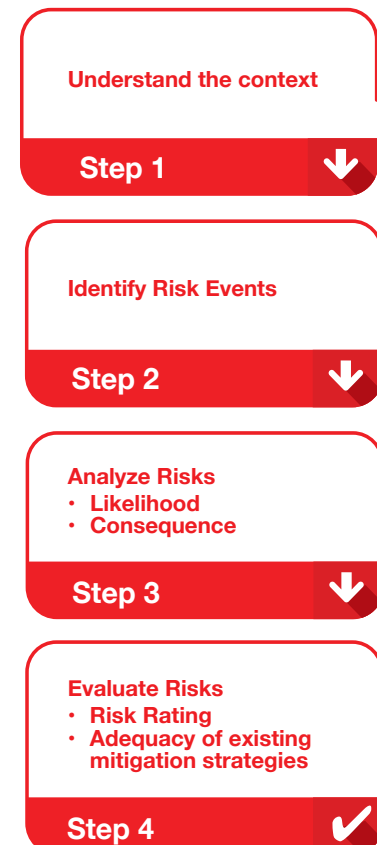 Understand the context
Step 1
Identify Risk Events
Step 2
Analyze Risks
• Likelihood
• Consequence
Step 3
Evaluate Risks
• Risk Rating
• Adequacy of existing
mitigation strategies
Step 4